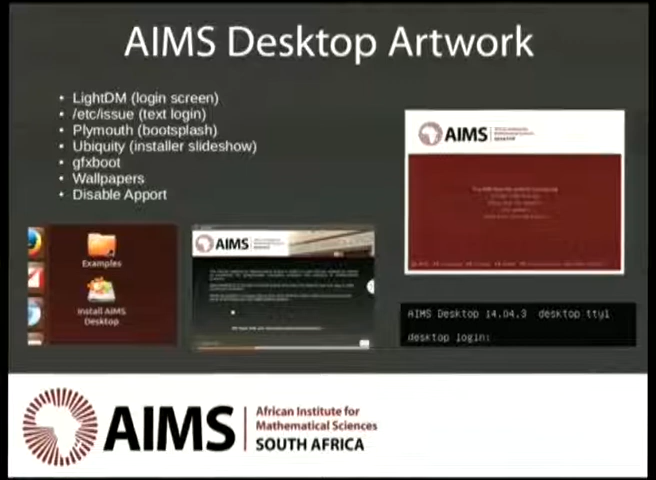 AIMS Desktop Artwork
• LightDM (login screen)
• /etc/issue (text login)
• Plymouth (bootsplash)
• Ubiquity (installer slideshow)
• gfxboot
• Wallpapers
• Disable Apport
Examples
Install AIMS
Desktop
AIMS
AIMS
AIMS Desktop 14.04.3 desktop tty1
desktop login:
AIMS
African Institute for
Mathematical Sciences
SOUTH AFRICA